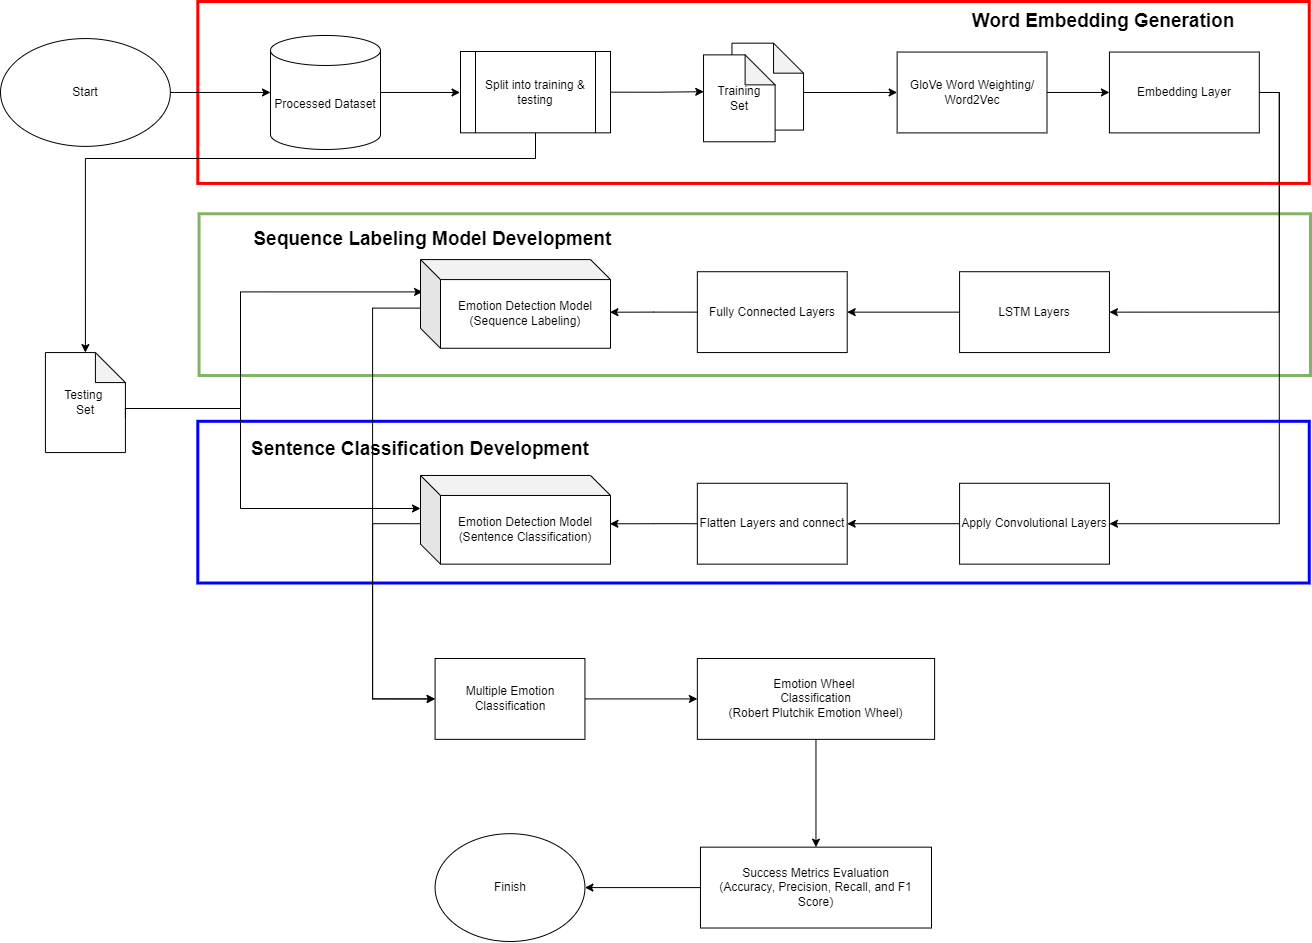 Word Embedding Generation
Start
Processed Dataset
Split into training &
testing
Training
Set
GloVe Word Weighting/
Word2Vec
Embedding Layer
Sequence Labeling Model Development
Emotion Detection Model
(Sequence Labeling)
Fully Connected Layers
LSTM Layers
Testing
Set
Sentence Classification Development
Emotion Detection Model
(Sentence Classification)
Flatten Layers and connect
Apply Convolutional Layers
Multiple Emotion
Classification
Emotion Wheel
Classification
(Robert Plutchik Emotion Wheel)
Finish
Success Metrics Evaluation
(Accuracy, Precision, Recall, and F1
Score)